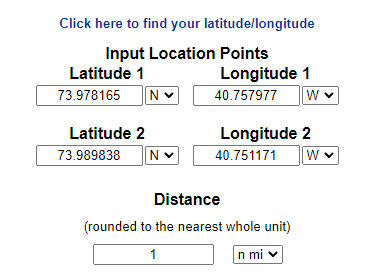 Click here to find your latitude/longitude
Input Location Points
Latitude 1 Longitude 1
73.978165 N 40.757977 W
Latitude 2 Longitude 2
73.989838 N 40.751171 W
Distance
(rounded to the nearest whole unit)
1 n mi